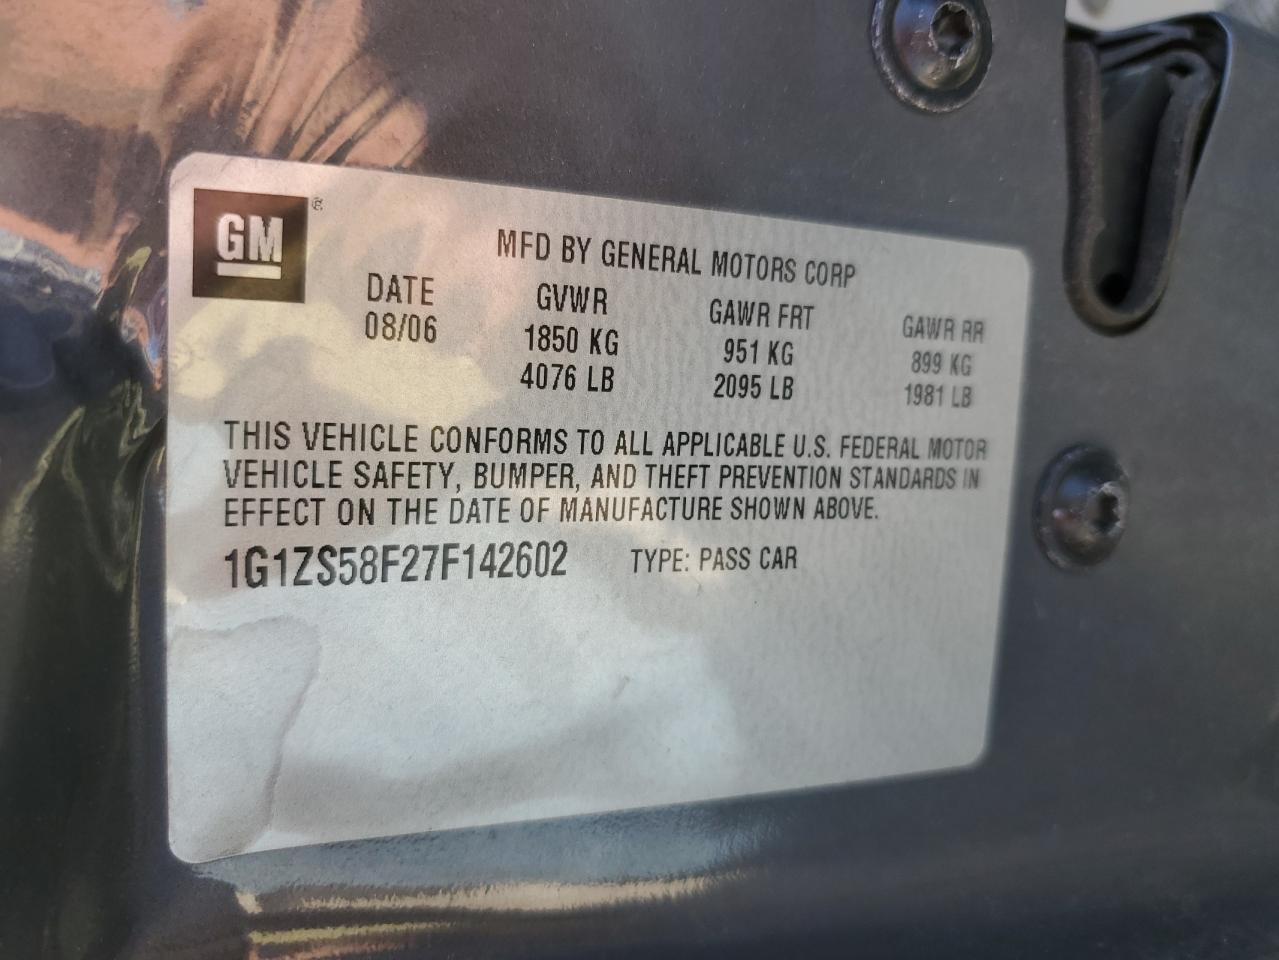 GM
MFD BY GENERAL MOTORS CORP
DATE GVWR GAWR FRT GAWR RR
08/06 1850 KG 951 KG 899 KG
4076 LB 2095 LB 1981 LB
THIS VEHICLE CONFORMS TO ALL APPLICABLE U.S. FEDERAL MOTOR
VEHICLE SAFETY, BUMPER, AND THEFT PREVENTION STANDARDS IN
EFFECT ON THE DATE OF MANUFACTURE SHOWN ABOVE.
1G1ZS58F27F142602 TYPE: PASS CAR